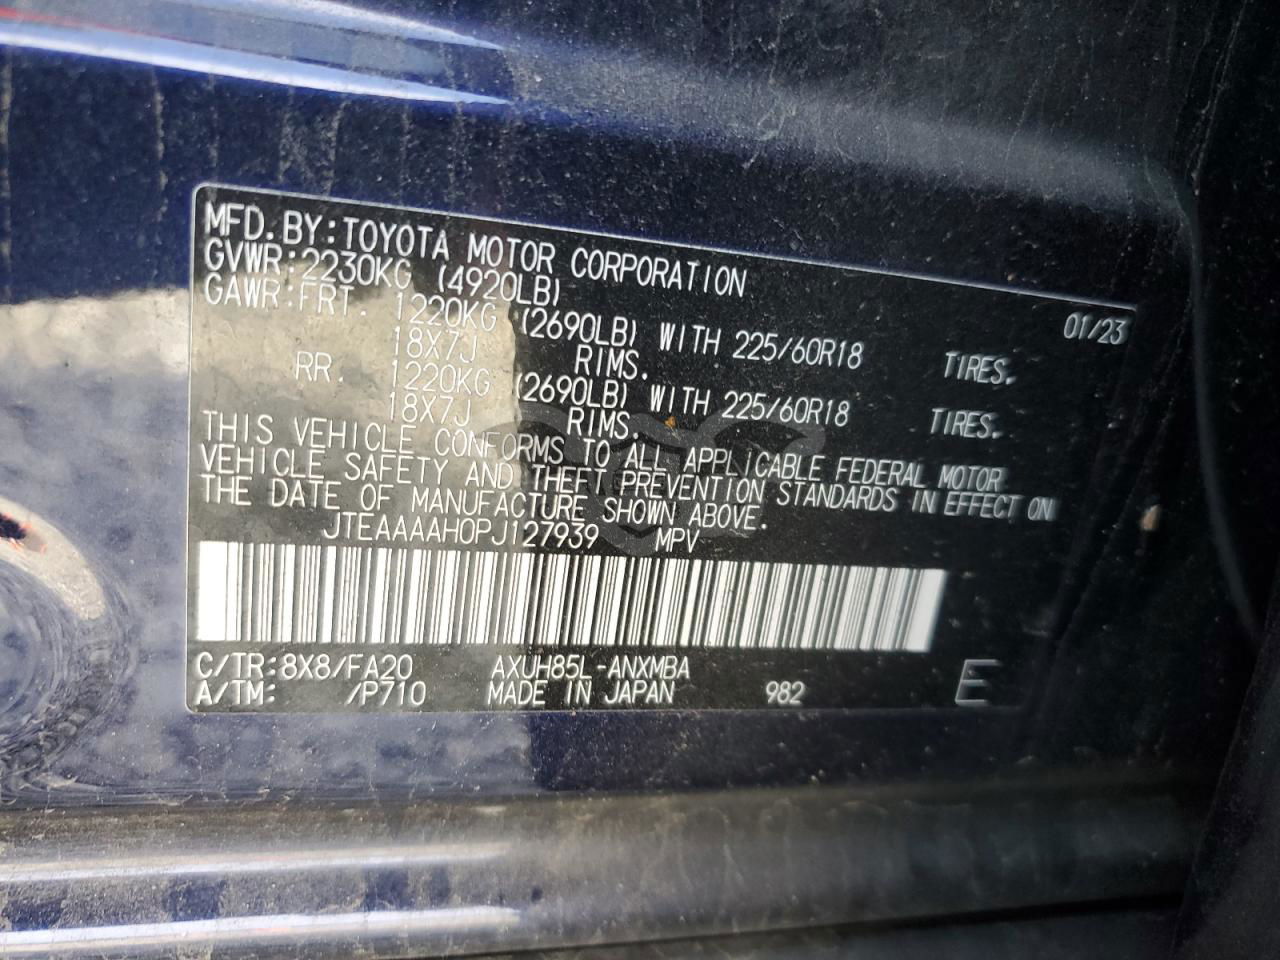 MFD.BY:TOYOTA MOTOR CORPORATION 01/23
GVWR:2230KG (4920LB)
GAWR:FRT. 1220KG (2690LB) WITH 225/60R18 TIRES.
18X7J RIMS.
RR. 1220KG (2690LB) WITH 225/60R18 TIRES.
18X7J RIMS.
THIS VEHICLE CONFORMS TO ALL APPLICABLE FEDERAL MOTOR
VEHICLE SAFETY AND THEFT PREVENTION STANDARDS IN EFFECT ON
THE DATE OF MANUFACTURE SHOWN ABOVE.
JTEAAAAH0PJ127939 MPV
C/TR:8X8/FA20 AXUH85L-ANXMBA
A/TM: /P710 MADE IN JAPAN 982 E